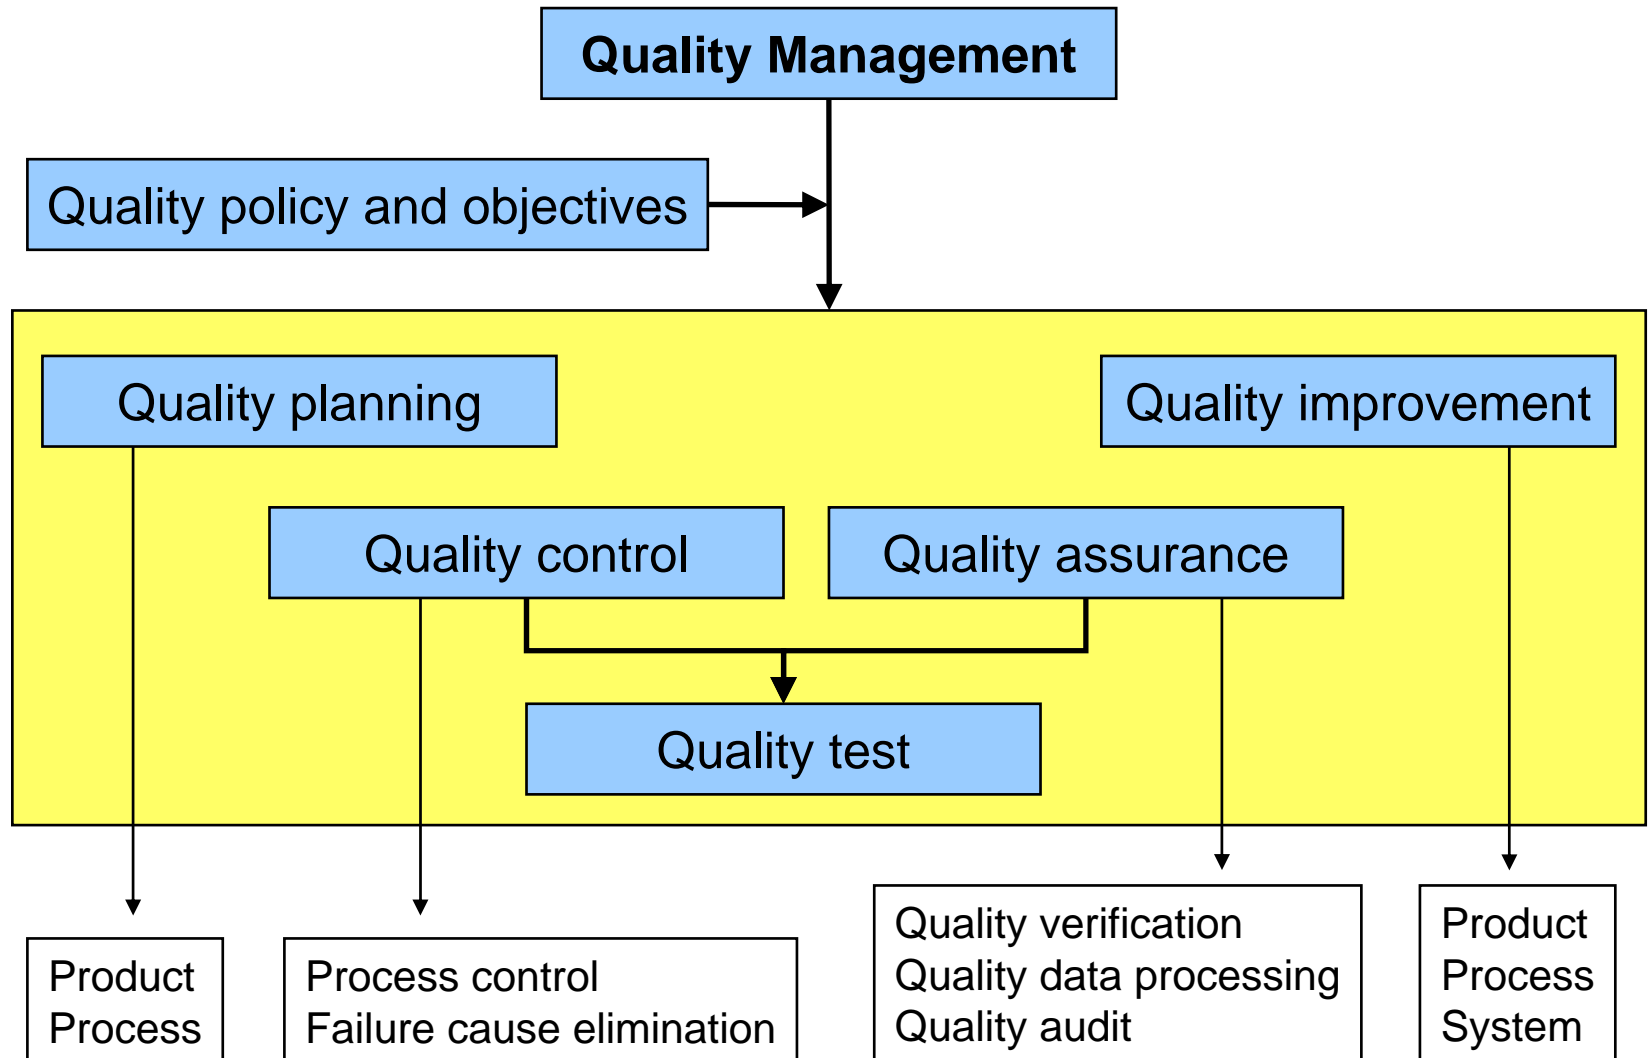 Quality Management
Quality policy and objectives
Quality planning
Quality improvement
Quality control
Quality assurance
Quality test
Product
Process
Process control
Failure cause elimination
Quality verification
Quality data processing
Quality audit
Product
Process
System